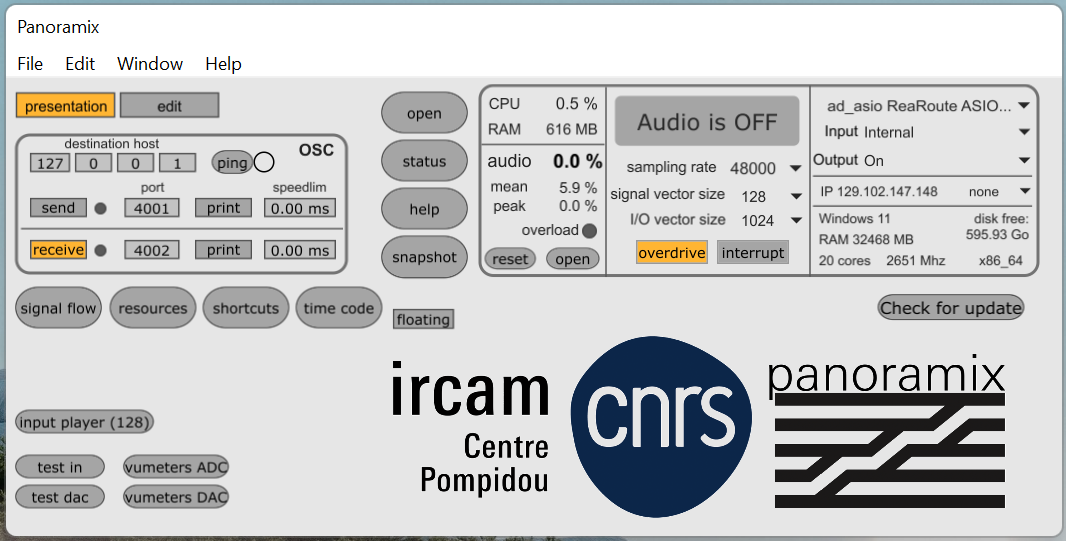 Panoramix
File Edit Window Help
presentation edit
destination host
127 0 0 1 ping OSC
port speedlim
send 4001 print 0.00 ms
receive 4002 print 0.00 ms
open
status
help
snapshot
CPU 0.5 %
RAM 616 MB
audio 0.0 %
mean 5.9 %
peak 0.0 %
overload
reset open
Audio is OFF
sampling rate 48000
signal vector size 128
I/O vector size 1024
overdrive interrupt
ad_asio ReaRoute ASIO...
Input Internal
Output On
IP 129.102.147.148 none
Windows 11 disk free:
RAM 32468 MB 595.93 Go
20 cores 2651 Mhz x86_64
signal flow resources shortcuts time code
floating
Check for update
input player (128)
test in vumeters ADC
test dac vumeters DAC
ircam
Centre
Pompidou
cnrs
panoramix